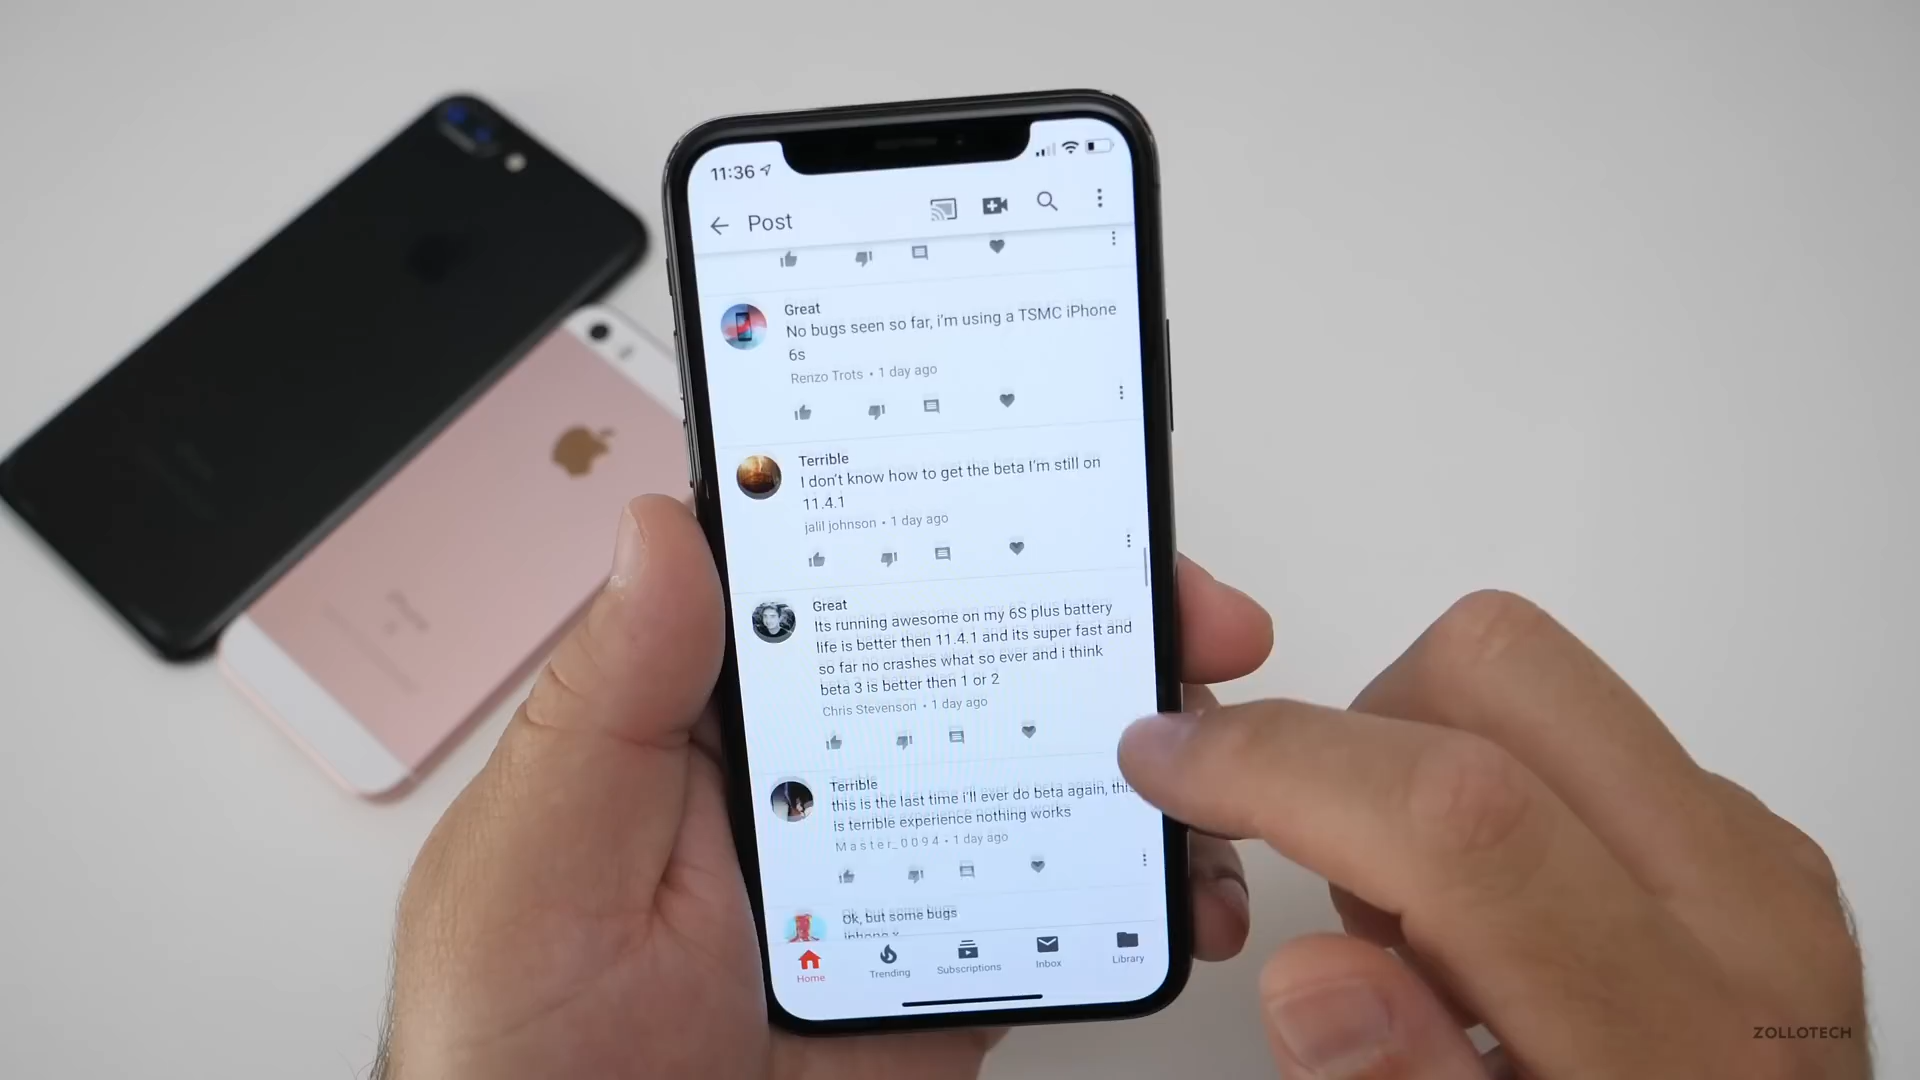 11:36
Post
Great
No bugs seen so far, i'm using a TSMC iPhone
6s
Renzo Trots • 1 day ago
Terrible
I don't know how to get the beta I'm still on
11.4.1
jalil johnson • 1 day ago
Great
Its running awesome on my 6S plus battery
life is better then 11.4.1 and its super fast and
so far no crashes what so ever and i think
beta 3 is better then 1 or 2
Chris Stevenson • 1 day ago
Terrible
this is the last time i'll ever do beta again, this
is terrible experience nothing works
Master_0094 • 1 day ago
Ok, but some bugs
iphone x
Home
Trending
Subscriptions
Inbox
Library
iPhone
ZOLLOTECH